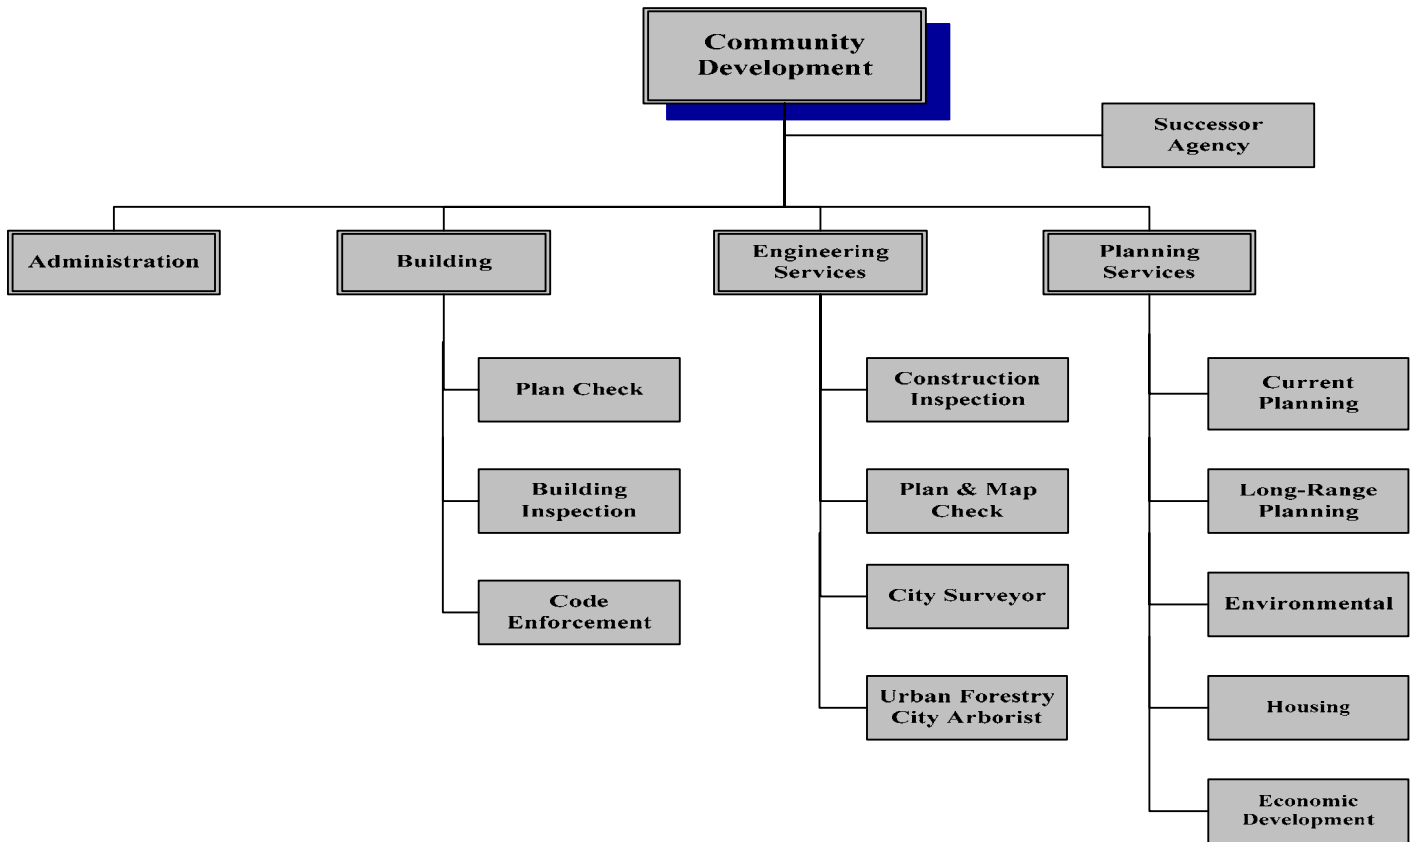 Community
Development
Successor
Agency
Administration
Building
Engineering
Services
Planning
Services
Plan Check
Construction
Inspection
Current
Planning
Building
Inspection
Plan & Map
Check
Long-Range
Planning
Code
Enforcement
City Surveyor
Environmental
Urban Forestry
City Arborist
Housing
Economic
Development